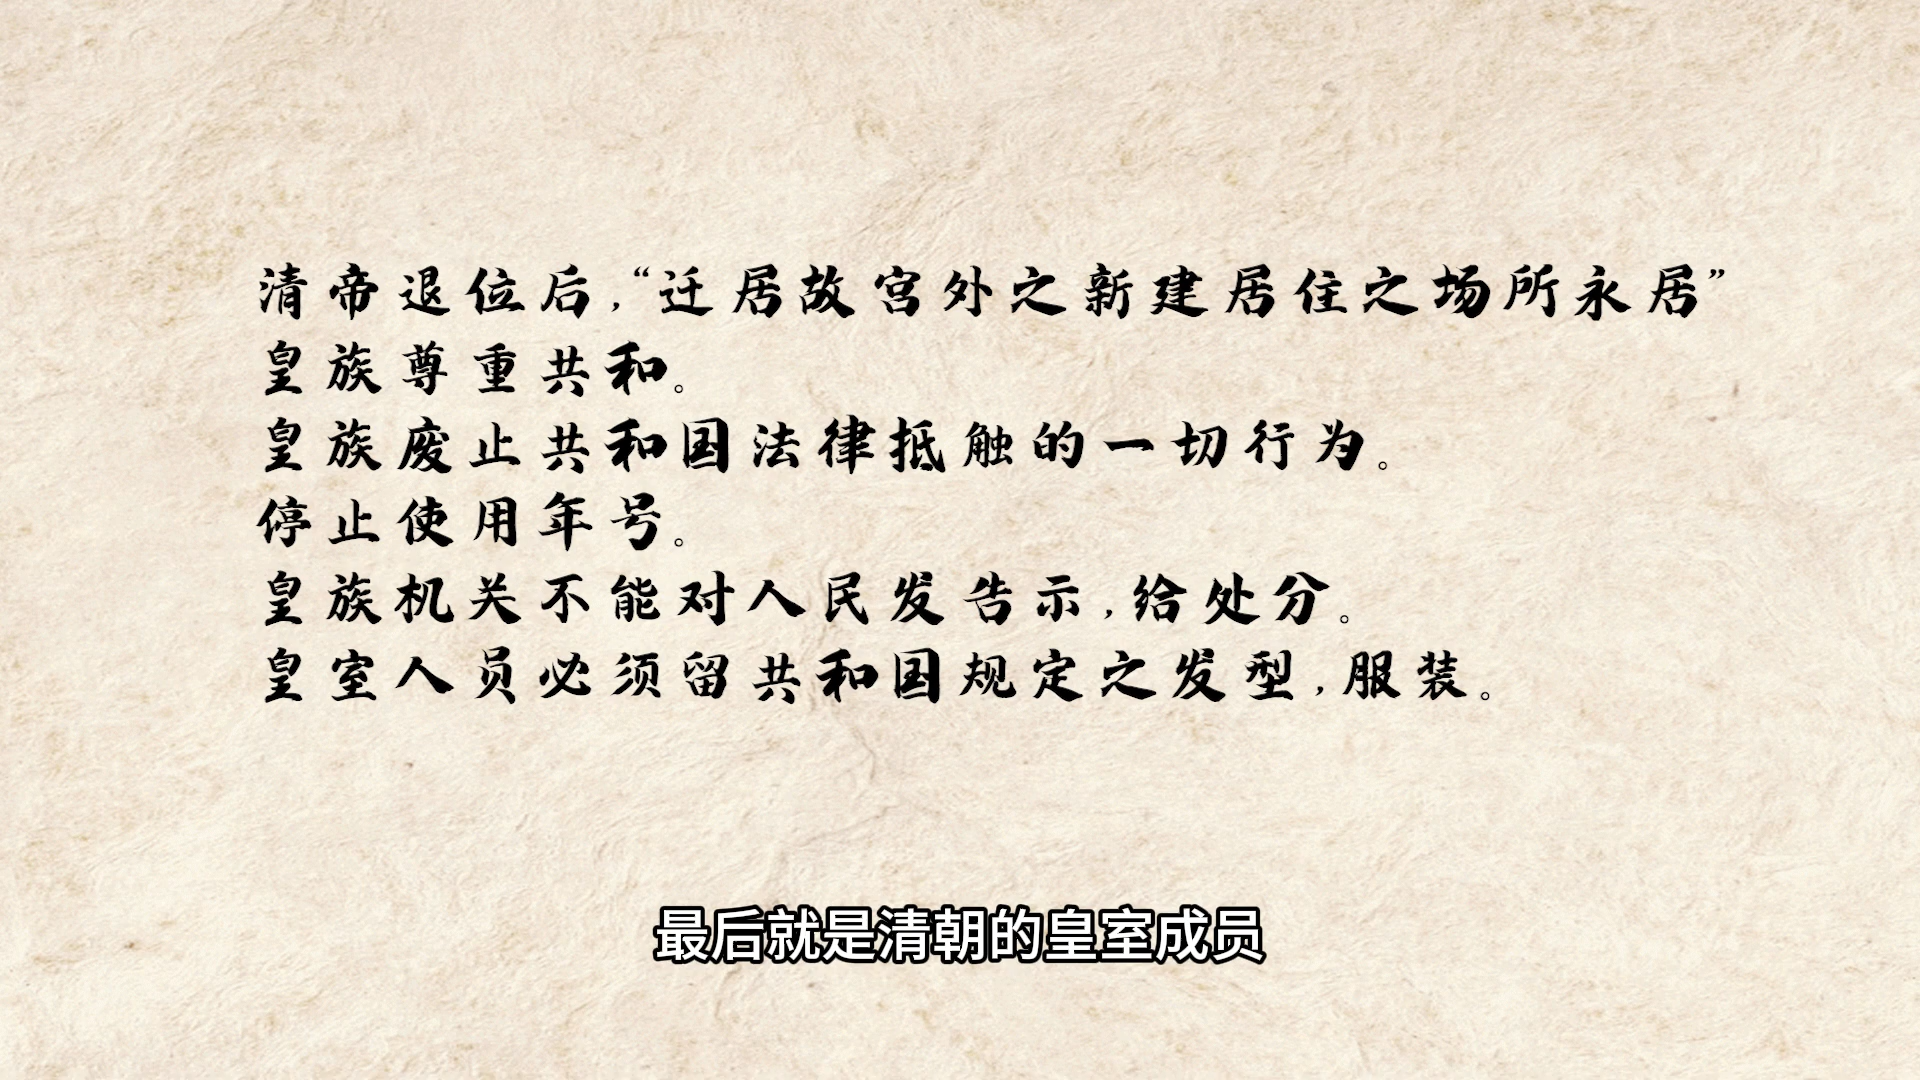 清帝退位后,“迁居故宫外之新建居住之场所永居”
皇族尊重共和。
皇族废止共和国法律抵触的一切行为。
停止使用年号。
皇族机关不能对人民发告示,给处分。
皇室人员必须留共和国规定之发型,服装。
最后就是清朝的皇室成员